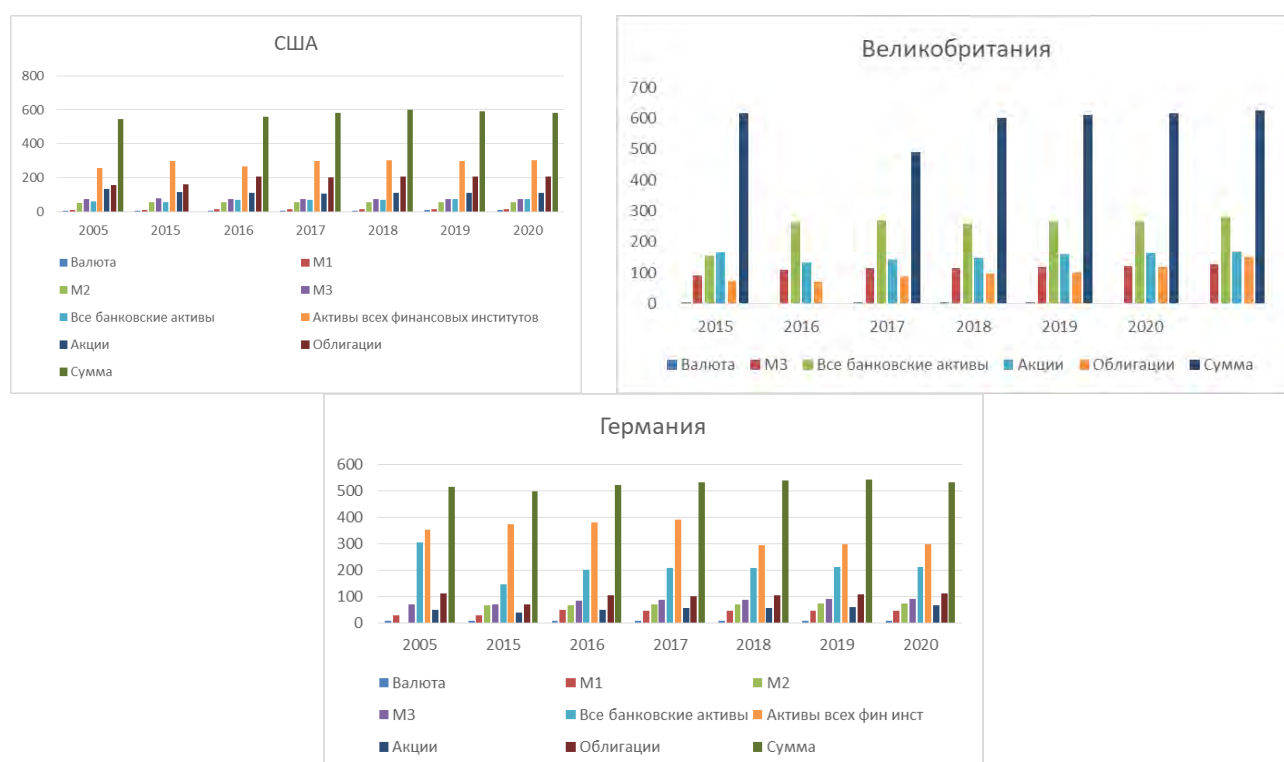 США
800
600
400
200
0
2005 2015 2016 2017 2018 2019 2020
Валюта М1
М2 М3
Все банковские активы Активы всех финансовых институтов
Акции Облигации
Сумма
Великобритания
700
600
500
400
300
200
100
0
2015 2016 2017 2018 2019 2020
Валюта М3 Все банковские активы Акции Облигации Сумма
Германия
600
500
400
300
200
100
0
2005 2015 2016 2017 2018 2019 2020
Валюта М1 М2
М3 Все банковские активы Активы всех фин инст
Акции Облигации Сумма